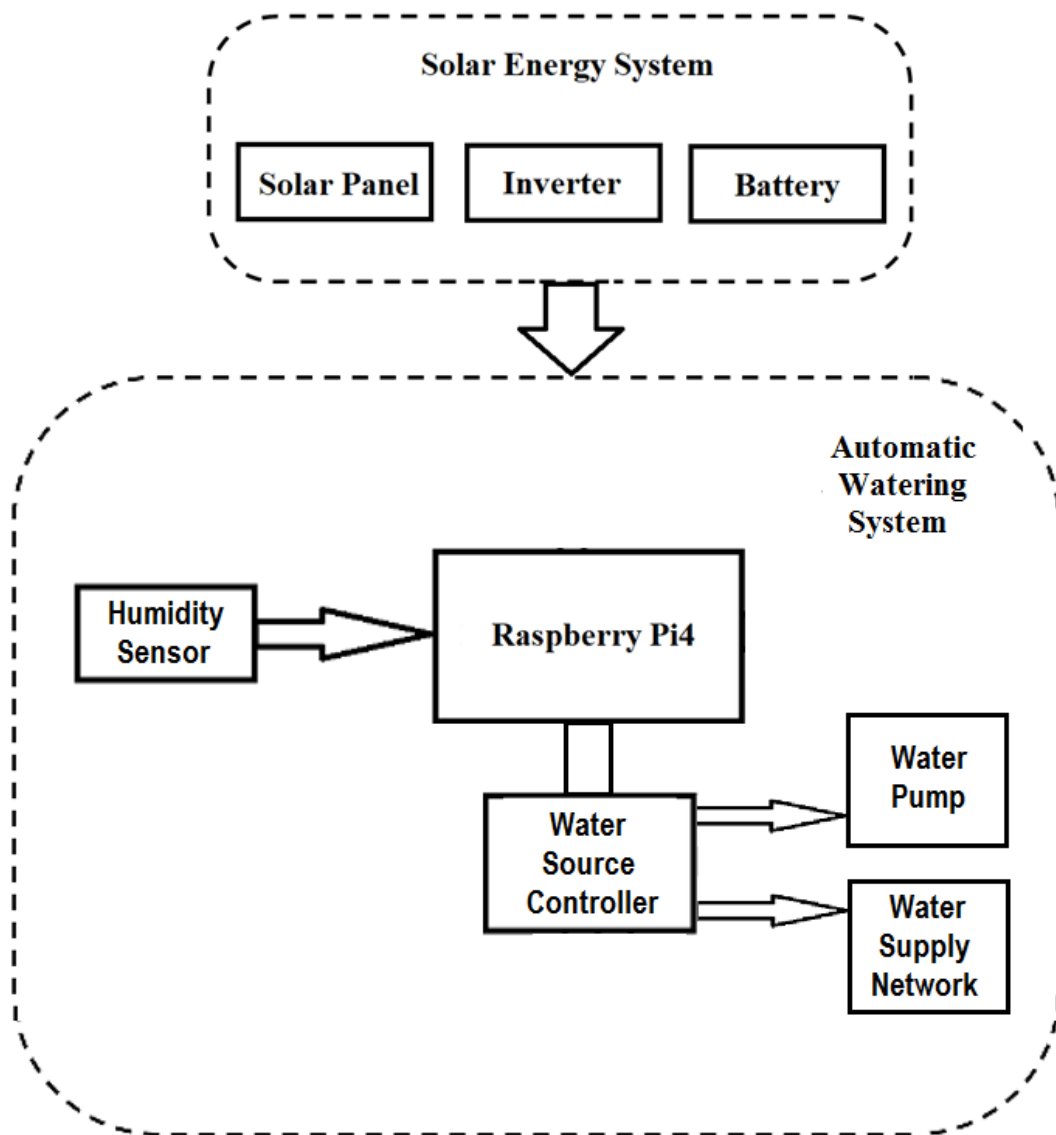 Solar Energy System
Solar Panel
Inverter
Battery
Automatic
Watering
System
Humidity
Sensor
Raspberry Pi4
Water
Pump
Water
Source
Controller
Water
Supply
Network